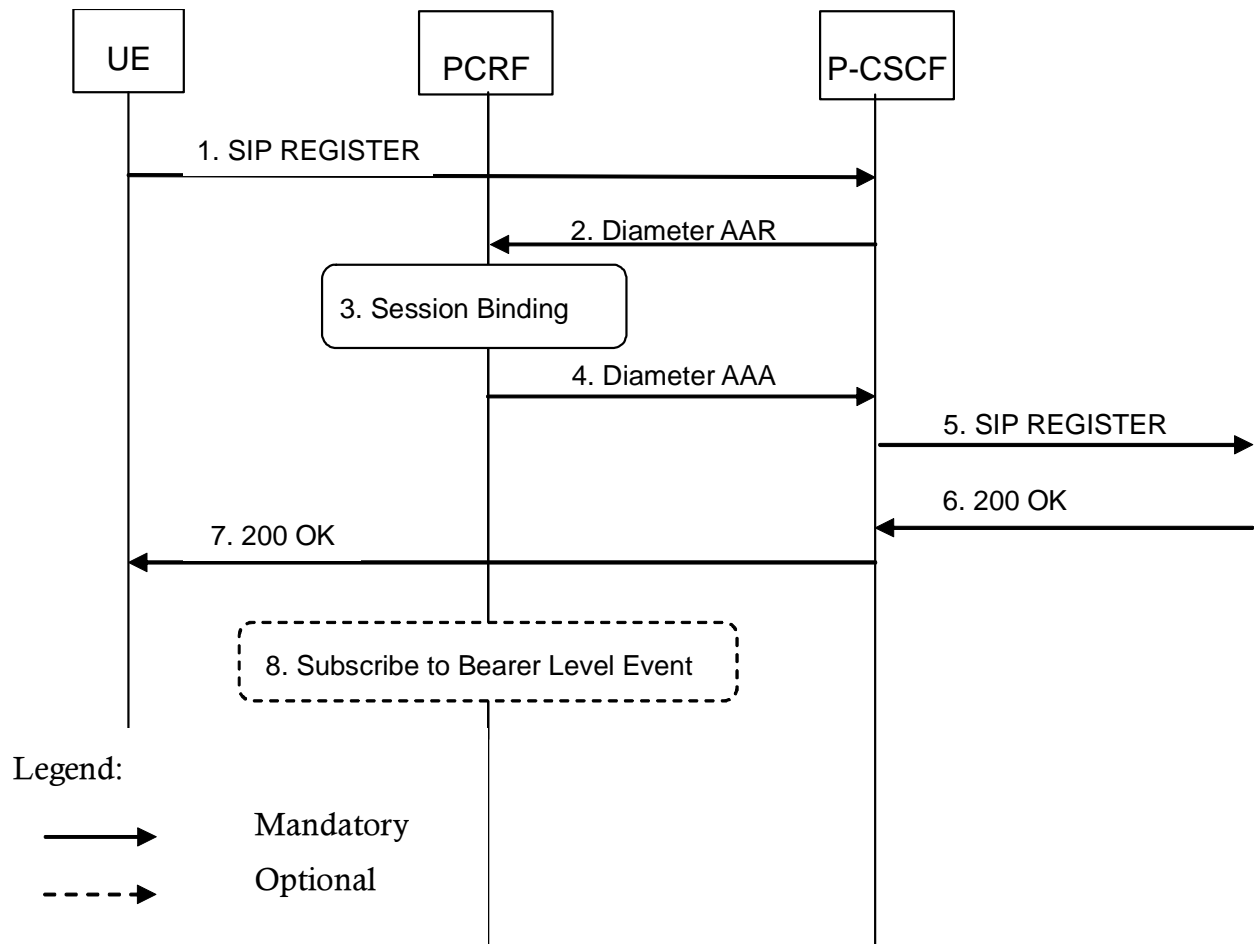 UE
PCRF
P-CSCF
1. SIP REGISTER
2. Diameter AAR
3. Session Binding
4. Diameter AAA
5. SIP REGISTER
6. 200 OK
7. 200 OK
8. Subscribe to Bearer Level Event
Legend:
Mandatory
Optional